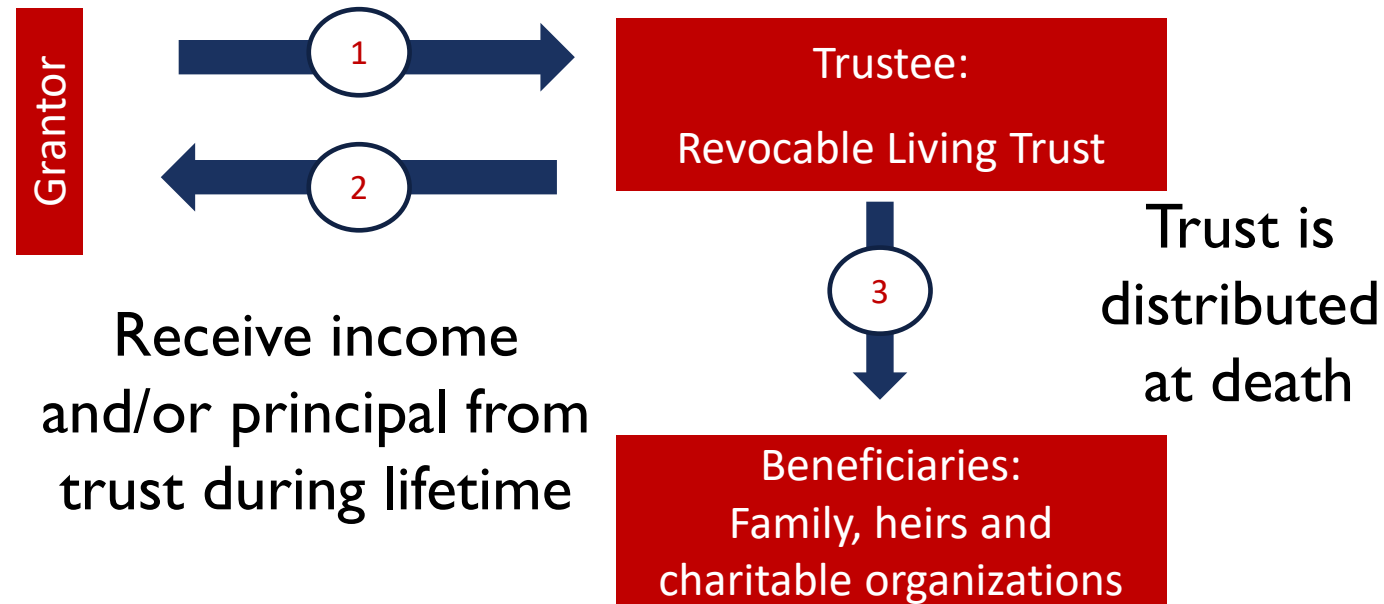 Grantor
1
2
Trustee:
Revocable Living Trust
Receive income
and/or principal from
trust during lifetime
3
Trust is
distributed
at death
Beneficiaries:
Family, heirs and
charitable organizations